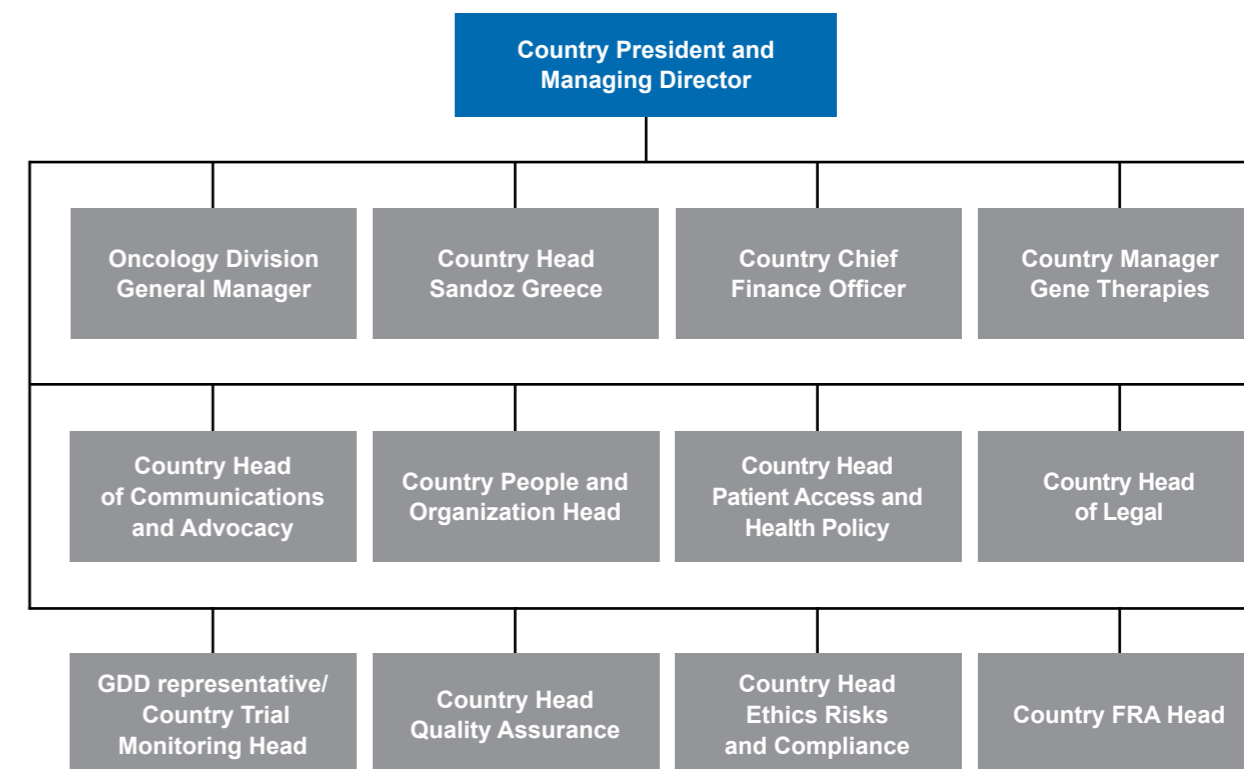 Country President and
Managing Director
Oncology Division
General Manager
Country Head
Sandoz Greece
Country Chief
Finance Officer
Country Manager
Gene Therapies
Country Head
of Communications
and Advocacy
Country People and
Organization Head
Country Head
Patient Access and
Health Policy
Country Head
of Legal
GDD representative/
Country Trial
Monitoring Head
Country Head
Quality Assurance
Country Head
Ethics Risks
and Compliance
Country FRA Head